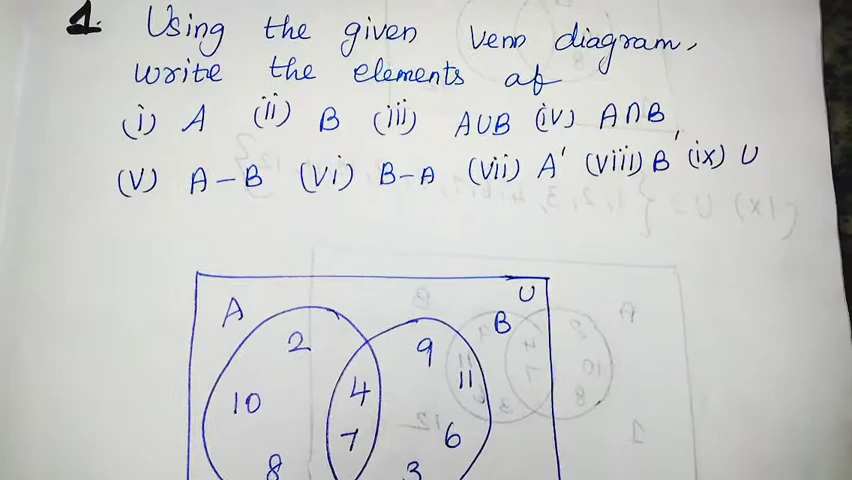 1. Using the given venn diagram,
write the elements of
(i) A (ii) B (iii) AUB (iv) A∩B
(v) A-B (vi) B-A (vii) A' (viii) B' (ix) U
U
A
B
2
9
11
10
4
7
6
8
3